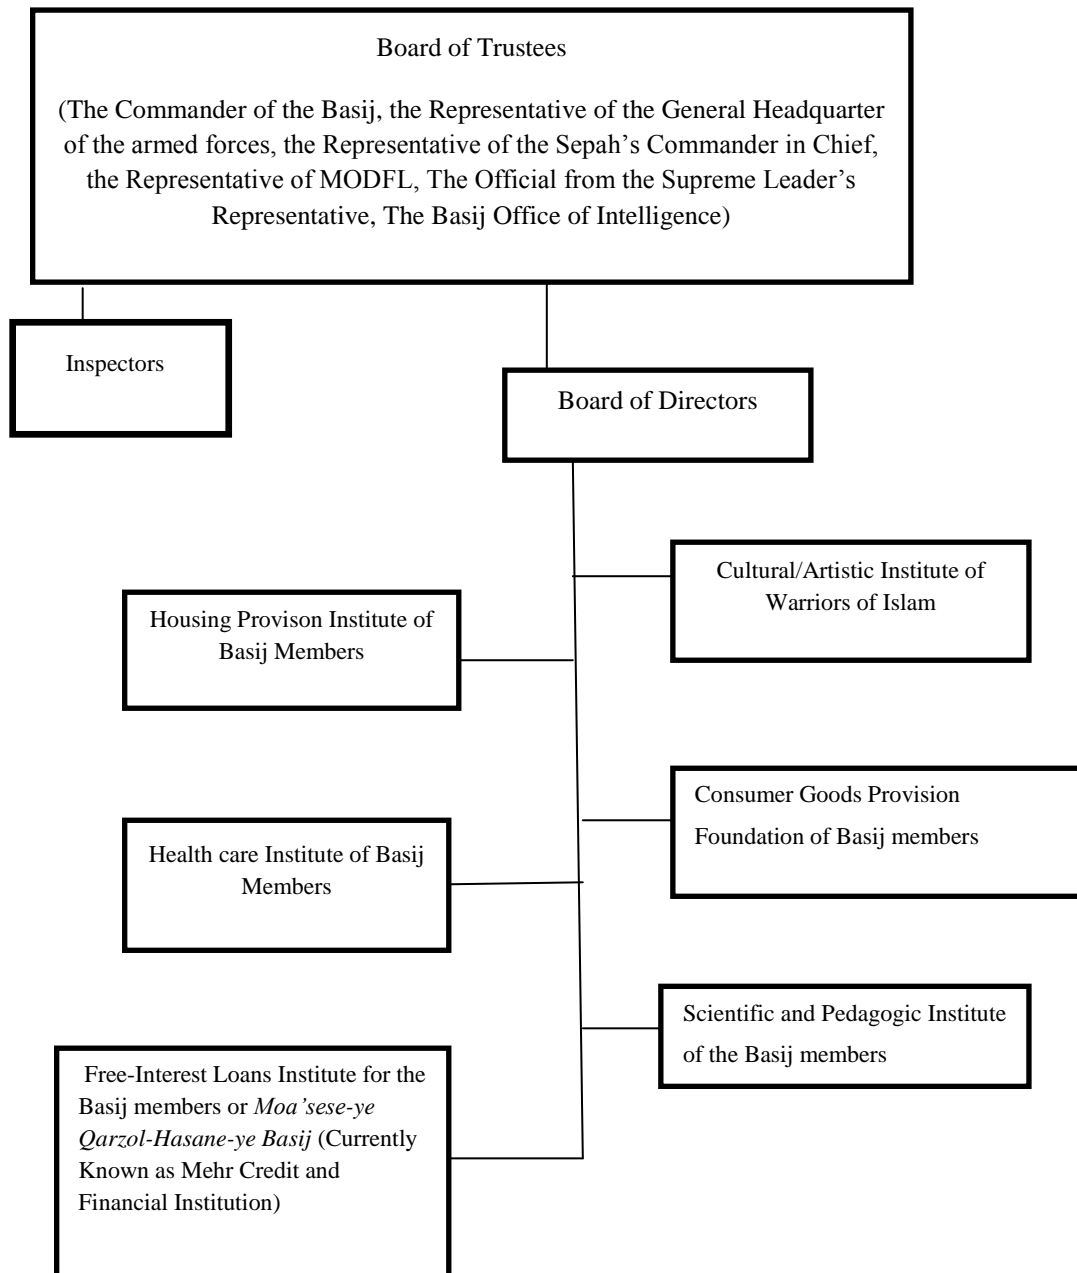 Board of Trustees
(The Commander of the Basij, the Representative of the General Headquarter
of the armed forces, the Representative of the Sepah’s Commander in Chief,
the Representative of MODFL, The Official from the Supreme Leader’s
Representative, The Basij Office of Intelligence)
Inspectors
Board of Directors
Cultural/Artistic Institute of
Warriors of Islam
Housing Provison Institute of
Basij Members
Consumer Goods Provision
Foundation of Basij members
Health care Institute of Basij
Members
Scientific and Pedagogic Institute
of the Basij members
Free-Interest Loans Institute for the
Basij members or Moa’sese-ye
Qarzol-Hasane-ye Basij (Currently
Known as Mehr Credit and
Financial Institution)